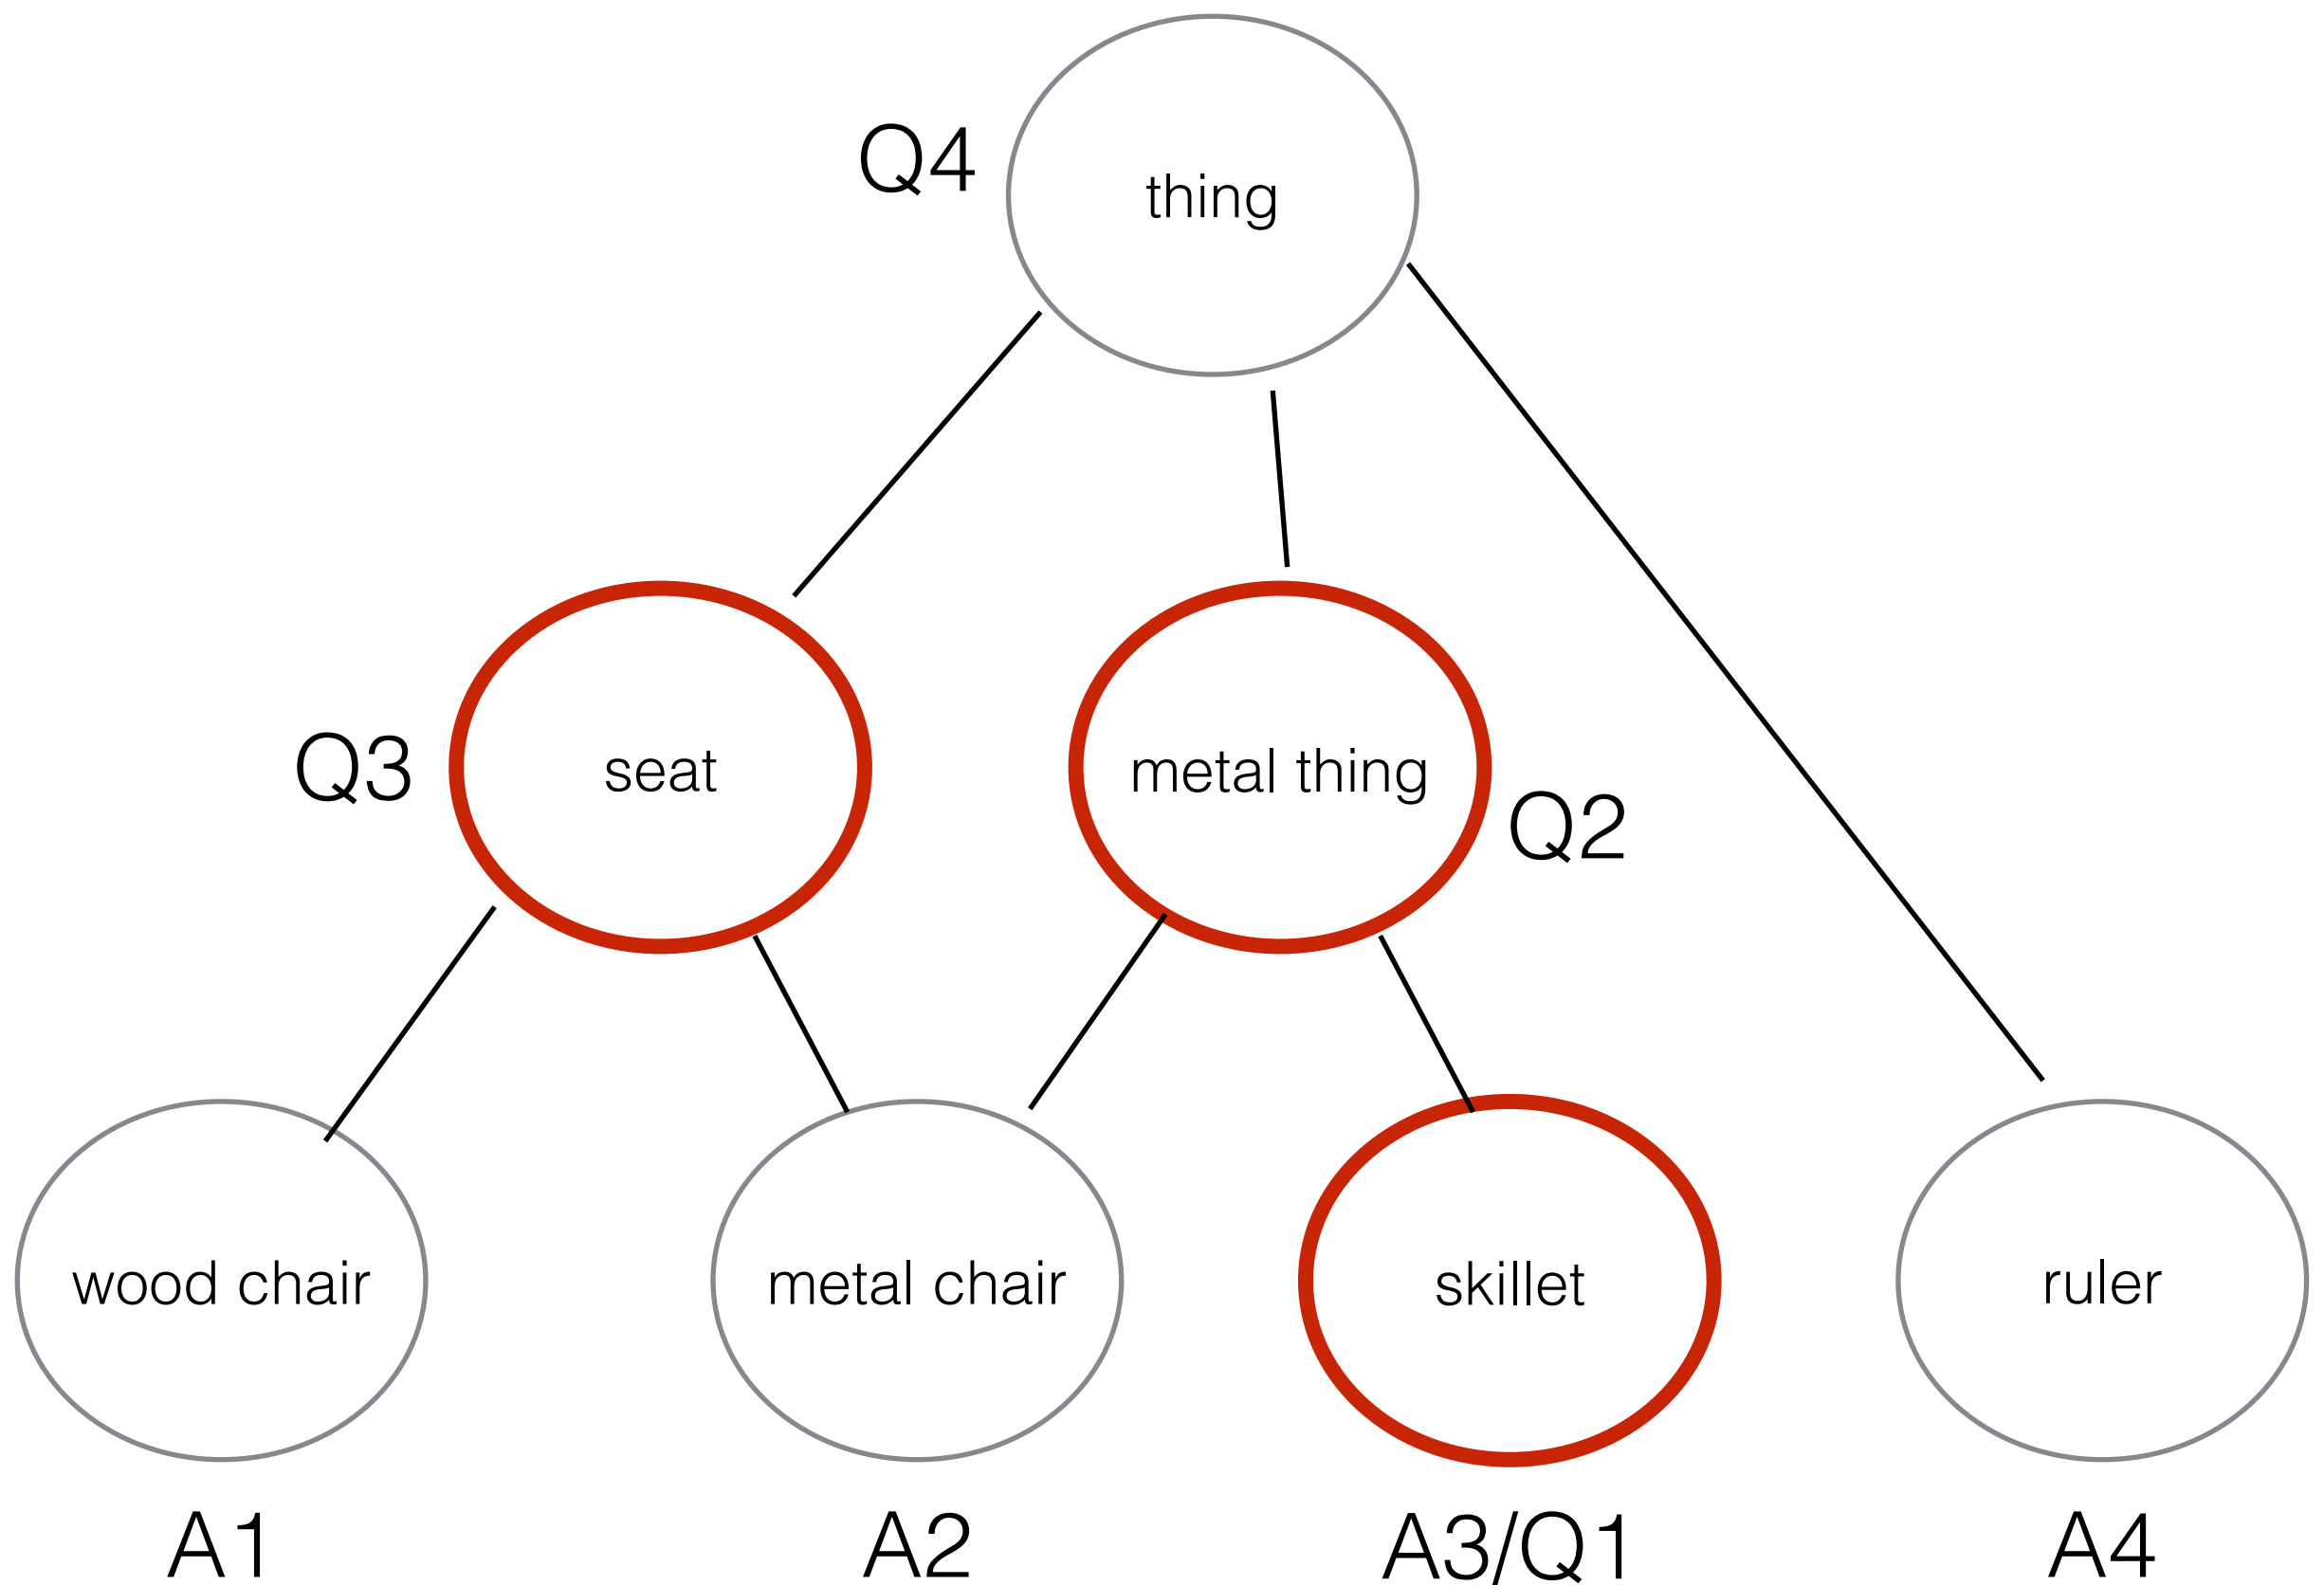 Q4
thing
Q3
seat
metal thing
Q2
wood chair
metal chair
skillet
ruler
A1
A2
A3/Q1
A4